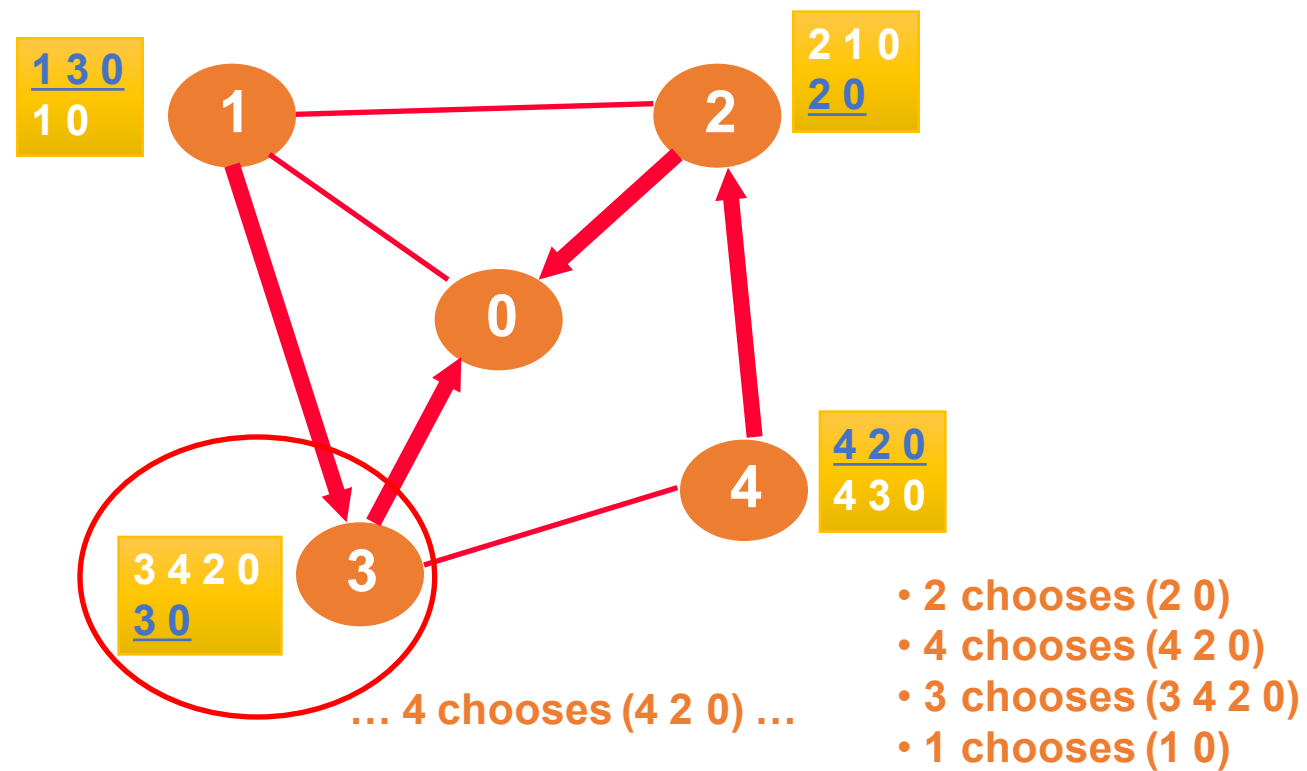 1 3 0
1 0
1
2
2 1 0
2 0
0
4
4 2 0
4 3 0
3 4 2 0
3 0
3
• 2 chooses (2 0)
• 4 chooses (4 2 0)
• 3 chooses (3 4 2 0)
• 1 chooses (1 0)
… 4 chooses (4 2 0) …